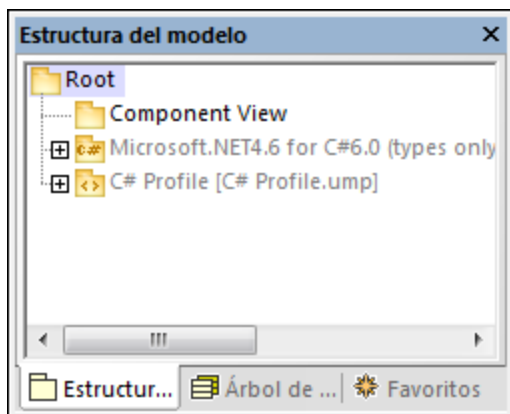 Estructura del modelo
Root
Component View
Microsoft.NET4.6 for C#6.0 (types only
C# Profile [C# Profile.ump]
Estructur... Árbol de ... Favoritos